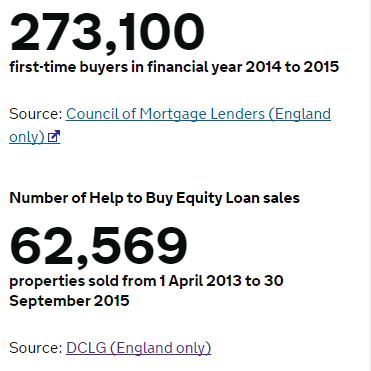 273,100
first-time buyers in financial year 2014 to 2015
Source: Council of Mortgage Lenders (England
only)
Number of Help to Buy Equity Loan sales
62,569
properties sold from 1 April 2013 to 30
September 2015
Source: DCLG (England only)